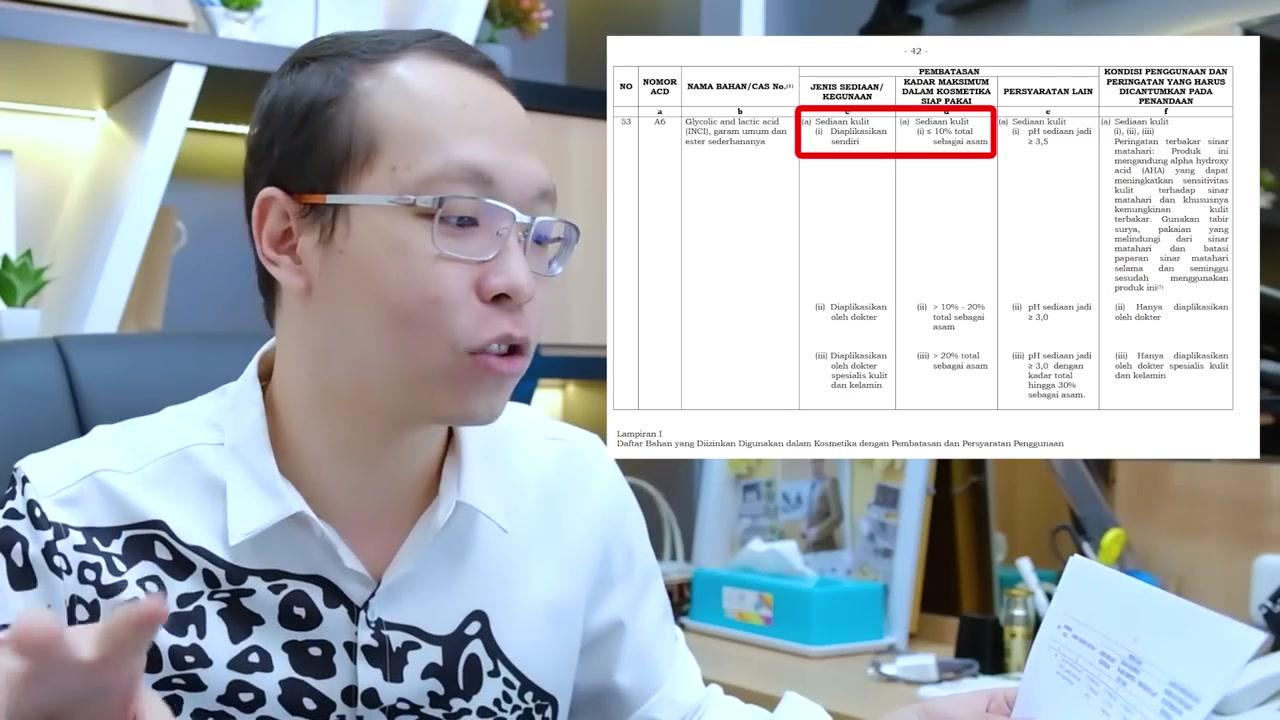 - 42 -
NO
NOMOR ACD
NAMA BAHAN/CAS No.(1)
PEMBATASAN
JENIS SEDIAAN/
KEGUNAAN
KADAR MAKSIMUM
DALAM KOSMETIKA
SIAP PAKAI
PERSYARATAN LAIN
KONDISI PENGGUNAAN DAN
PERINGATAN YANG HARUS
DICANTUMKAN PADA
PENANDAAN
a
b
c
d
e
f
53
A6
Glycolic and lactic acid
(INCI), garam umum dan
ester sederhananya
(a) Sediaan kulit
(i) Diaplikasikan
sendiri
(a) Sediaan kulit
(i) ≤ 10% total
sebagai asam
(a) Sediaan kulit
(i) pH sediaan jadi
≥ 3,5
(a) Sediaan kulit
(i), (ii), (iii)
Peringatan terbakar sinar
matahari: Produk ini
mengandung alpha hydroxy
acid (AHA) yang dapat
meningkatkan sensitivitas
kulit terhadap sinar
matahari dan khususnya
kemungkinan kulit
terbakar. Gunakan tabir
surya, pakaian yang
melindungi dari sinar
matahari dan batasi
paparan sinar matahari
selama dan seminggu
sesudah menggunakan
produk ini(7)
(ii) Diaplikasikan
oleh dokter
(ii) > 10% - 20%
total sebagai
asam
(ii) pH sediaan jadi
≥ 3,0
(ii) Hanya diaplikasikan
oleh dokter
(iii) Diaplikasikan
oleh dokter
spesialis kulit
dan kelamin
(iii) > 20% total
sebagai asam
(iii) pH sediaan jadi
≥ 3,0 dengan
kadar total
hingga 30%
sebagai asam.
(iii) Hanya diaplikasikan
oleh dokter spesialis kulit
dan kelamin
Lampiran I
Daftar Bahan yang Diizinkan Digunakan dalam Kosmetika dengan Pembatasan dan Persyaratan Penggunaan